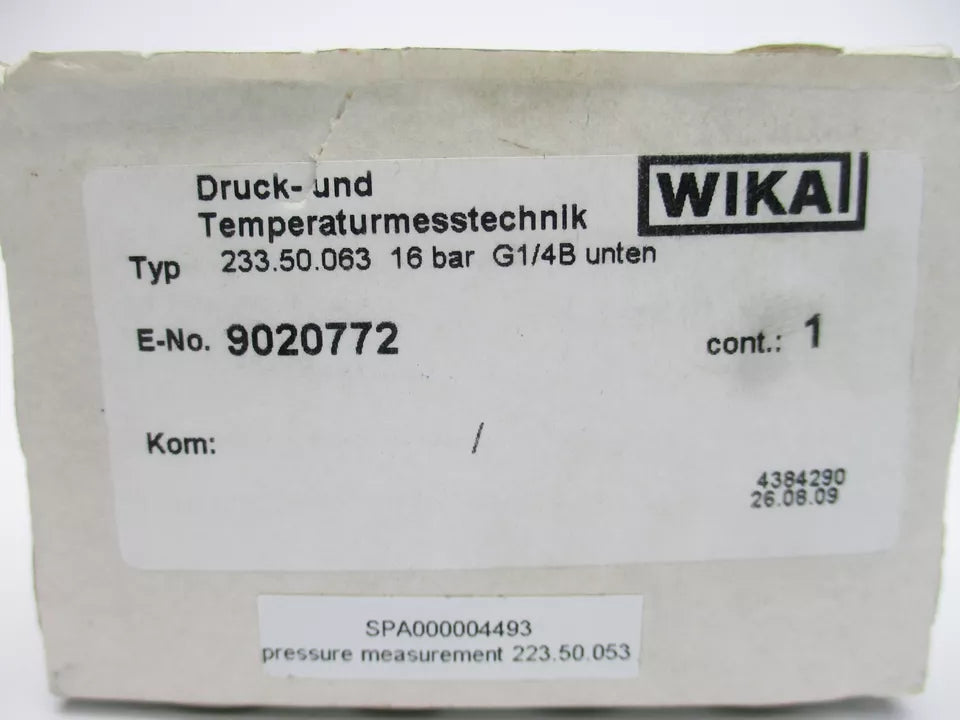 Druck- und
Temperaturmesstechnik
WIKA
Typ 233.50.063 16 bar G1/4B unten
E-No. 9020772
cont.: 1
Kom: /
4384290
26.08.09
SPA000004493
pressure measurement 223.50.053